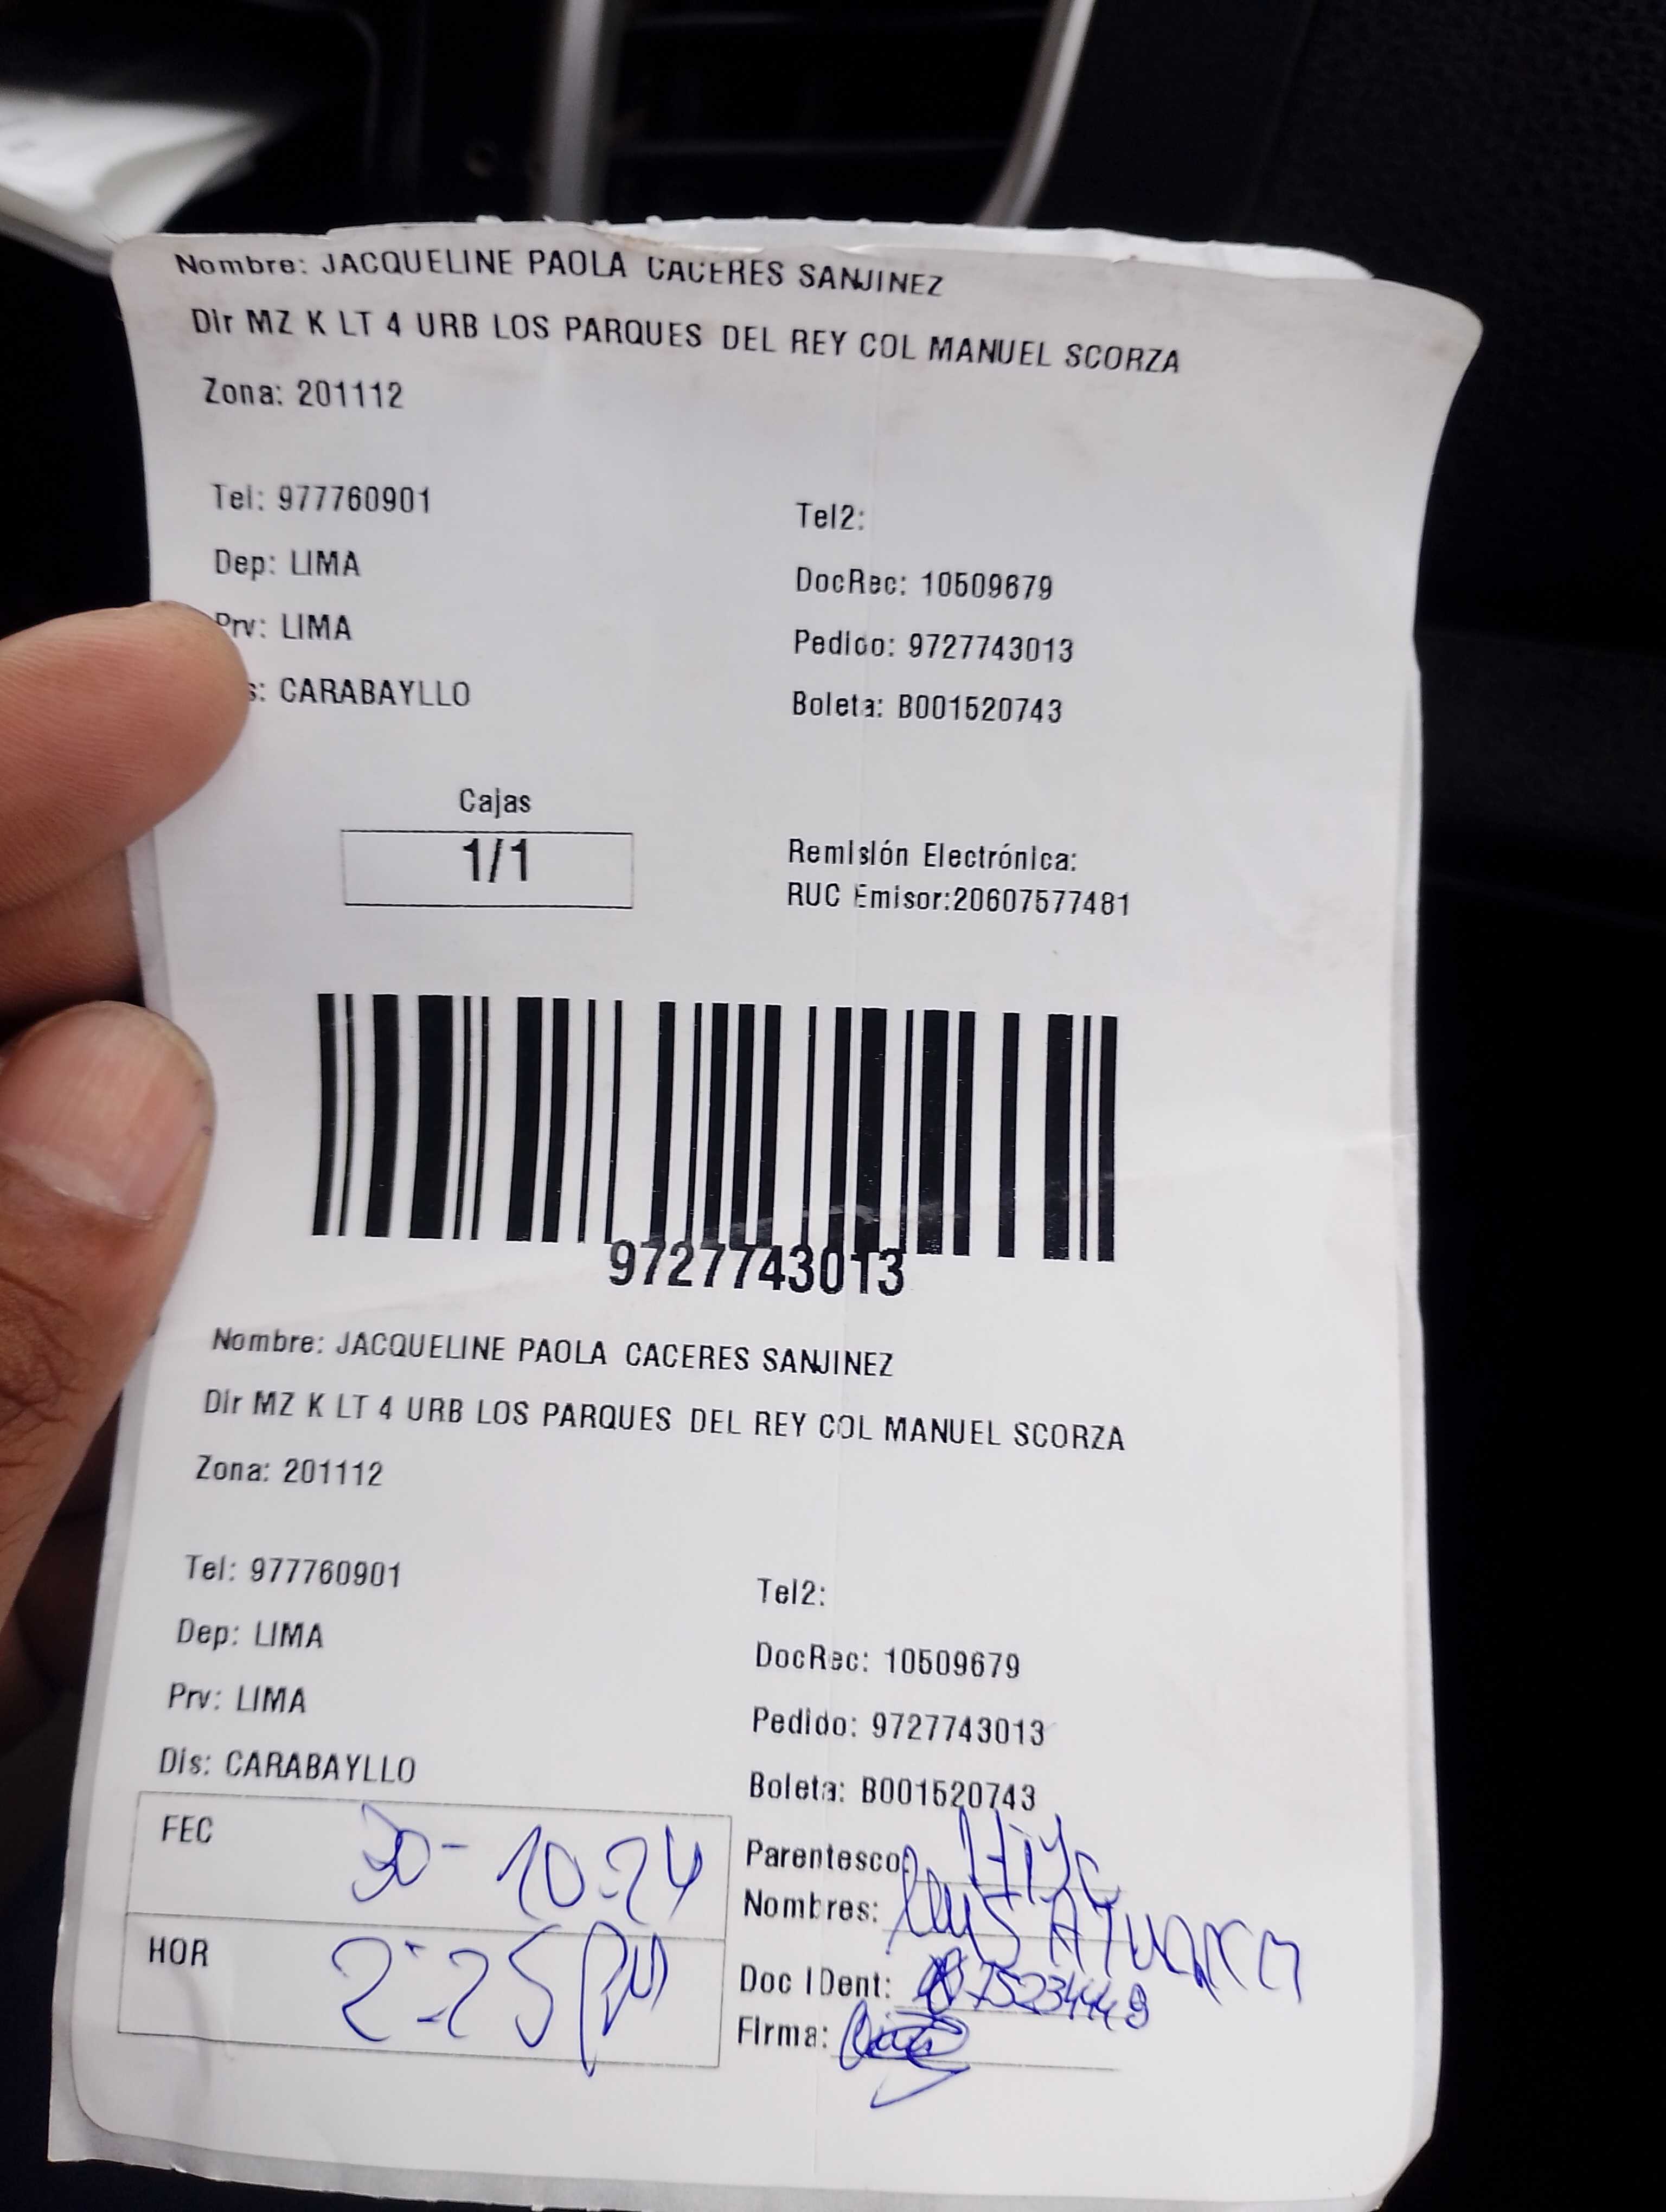 Nombre: JACQUELINE PAOLA CACERES SANJINEZ
Dir MZ K LT 4 URB LOS PARQUES DEL REY COL MANUEL SCORZA
Zona: 201112
Tel: 977760901
Tel2:
Dep: LIMA
DocRec: 10509679
Prv: LIMA
Pedido: 9727743013
s: CARABAYLLO
Boleta: B001520743
Cajas
1/1
Remisión Electrónica:
RUC Emisor:20607577481
9727743013
Nombre: JACQUELINE PAOLA CACERES SANJINEZ
Dir MZ K LT 4 URB LOS PARQUES DEL REY COL MANUEL SCORZA
Zona: 201112
Tel: 977760901
Tel2:
Dep: LIMA
DocRec: 10509679
Prv: LIMA
Pedido: 9727743013
Dis: CARABAYLLO
Boleta: B001520743
FEC 30-10-24
Parentesco:
Nombres:
HOR 2:25 pm
Doc IDent: 75234449
Firma: